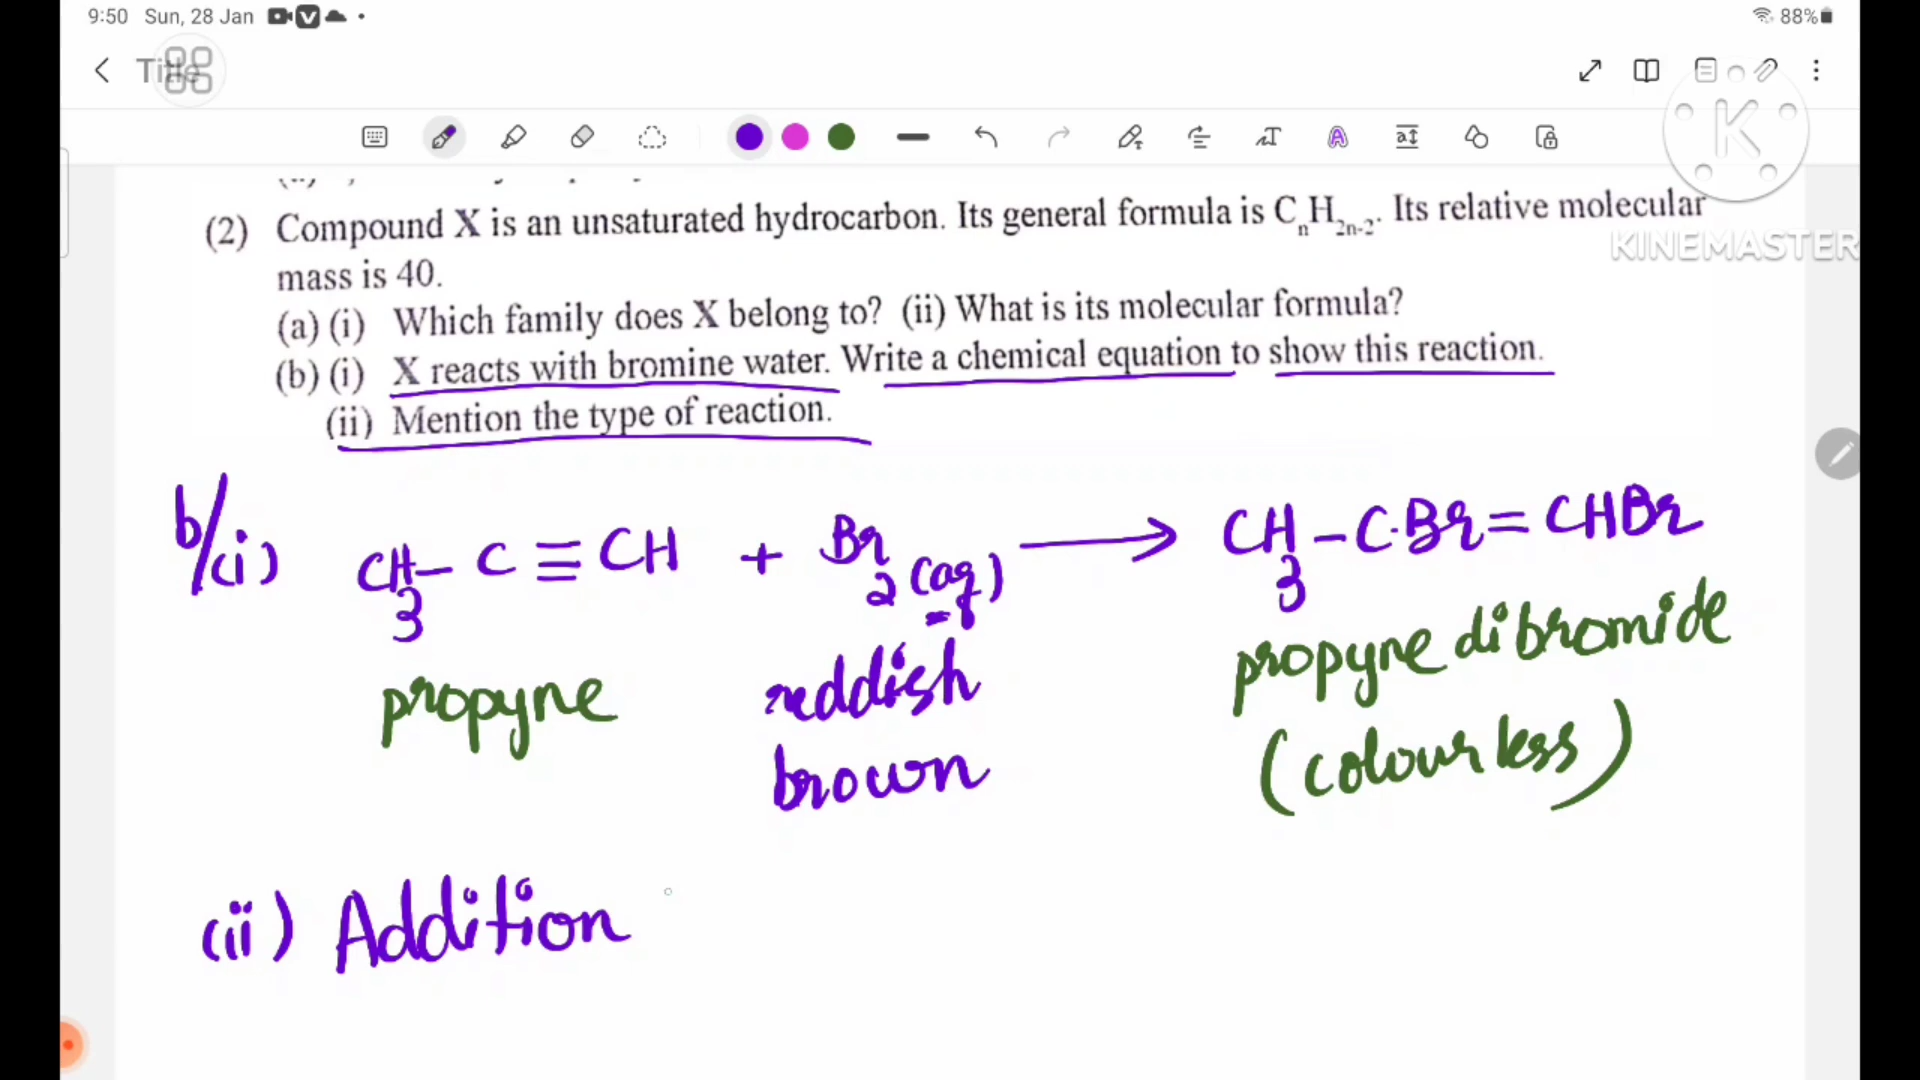 9:50 Sun, 28 Jan 88%
Title
K
KINEMASTER
(2) Compound X is an unsaturated hydrocarbon. Its general formula is CₙH₂ₙ₋₂. Its relative molecular
mass is 40.
(a) (i) Which family does X belong to? (ii) What is its molecular formula?
(b) (i) X reacts with bromine water. Write a chemical equation to show this reaction.
(ii) Mention the type of reaction.
b/(i) CH₃-C≡CH + Br₂(aq) → CH₃-C·Br=CHBr
propyne reddish brown propyne dibromide (colourless)
(ii) Addition